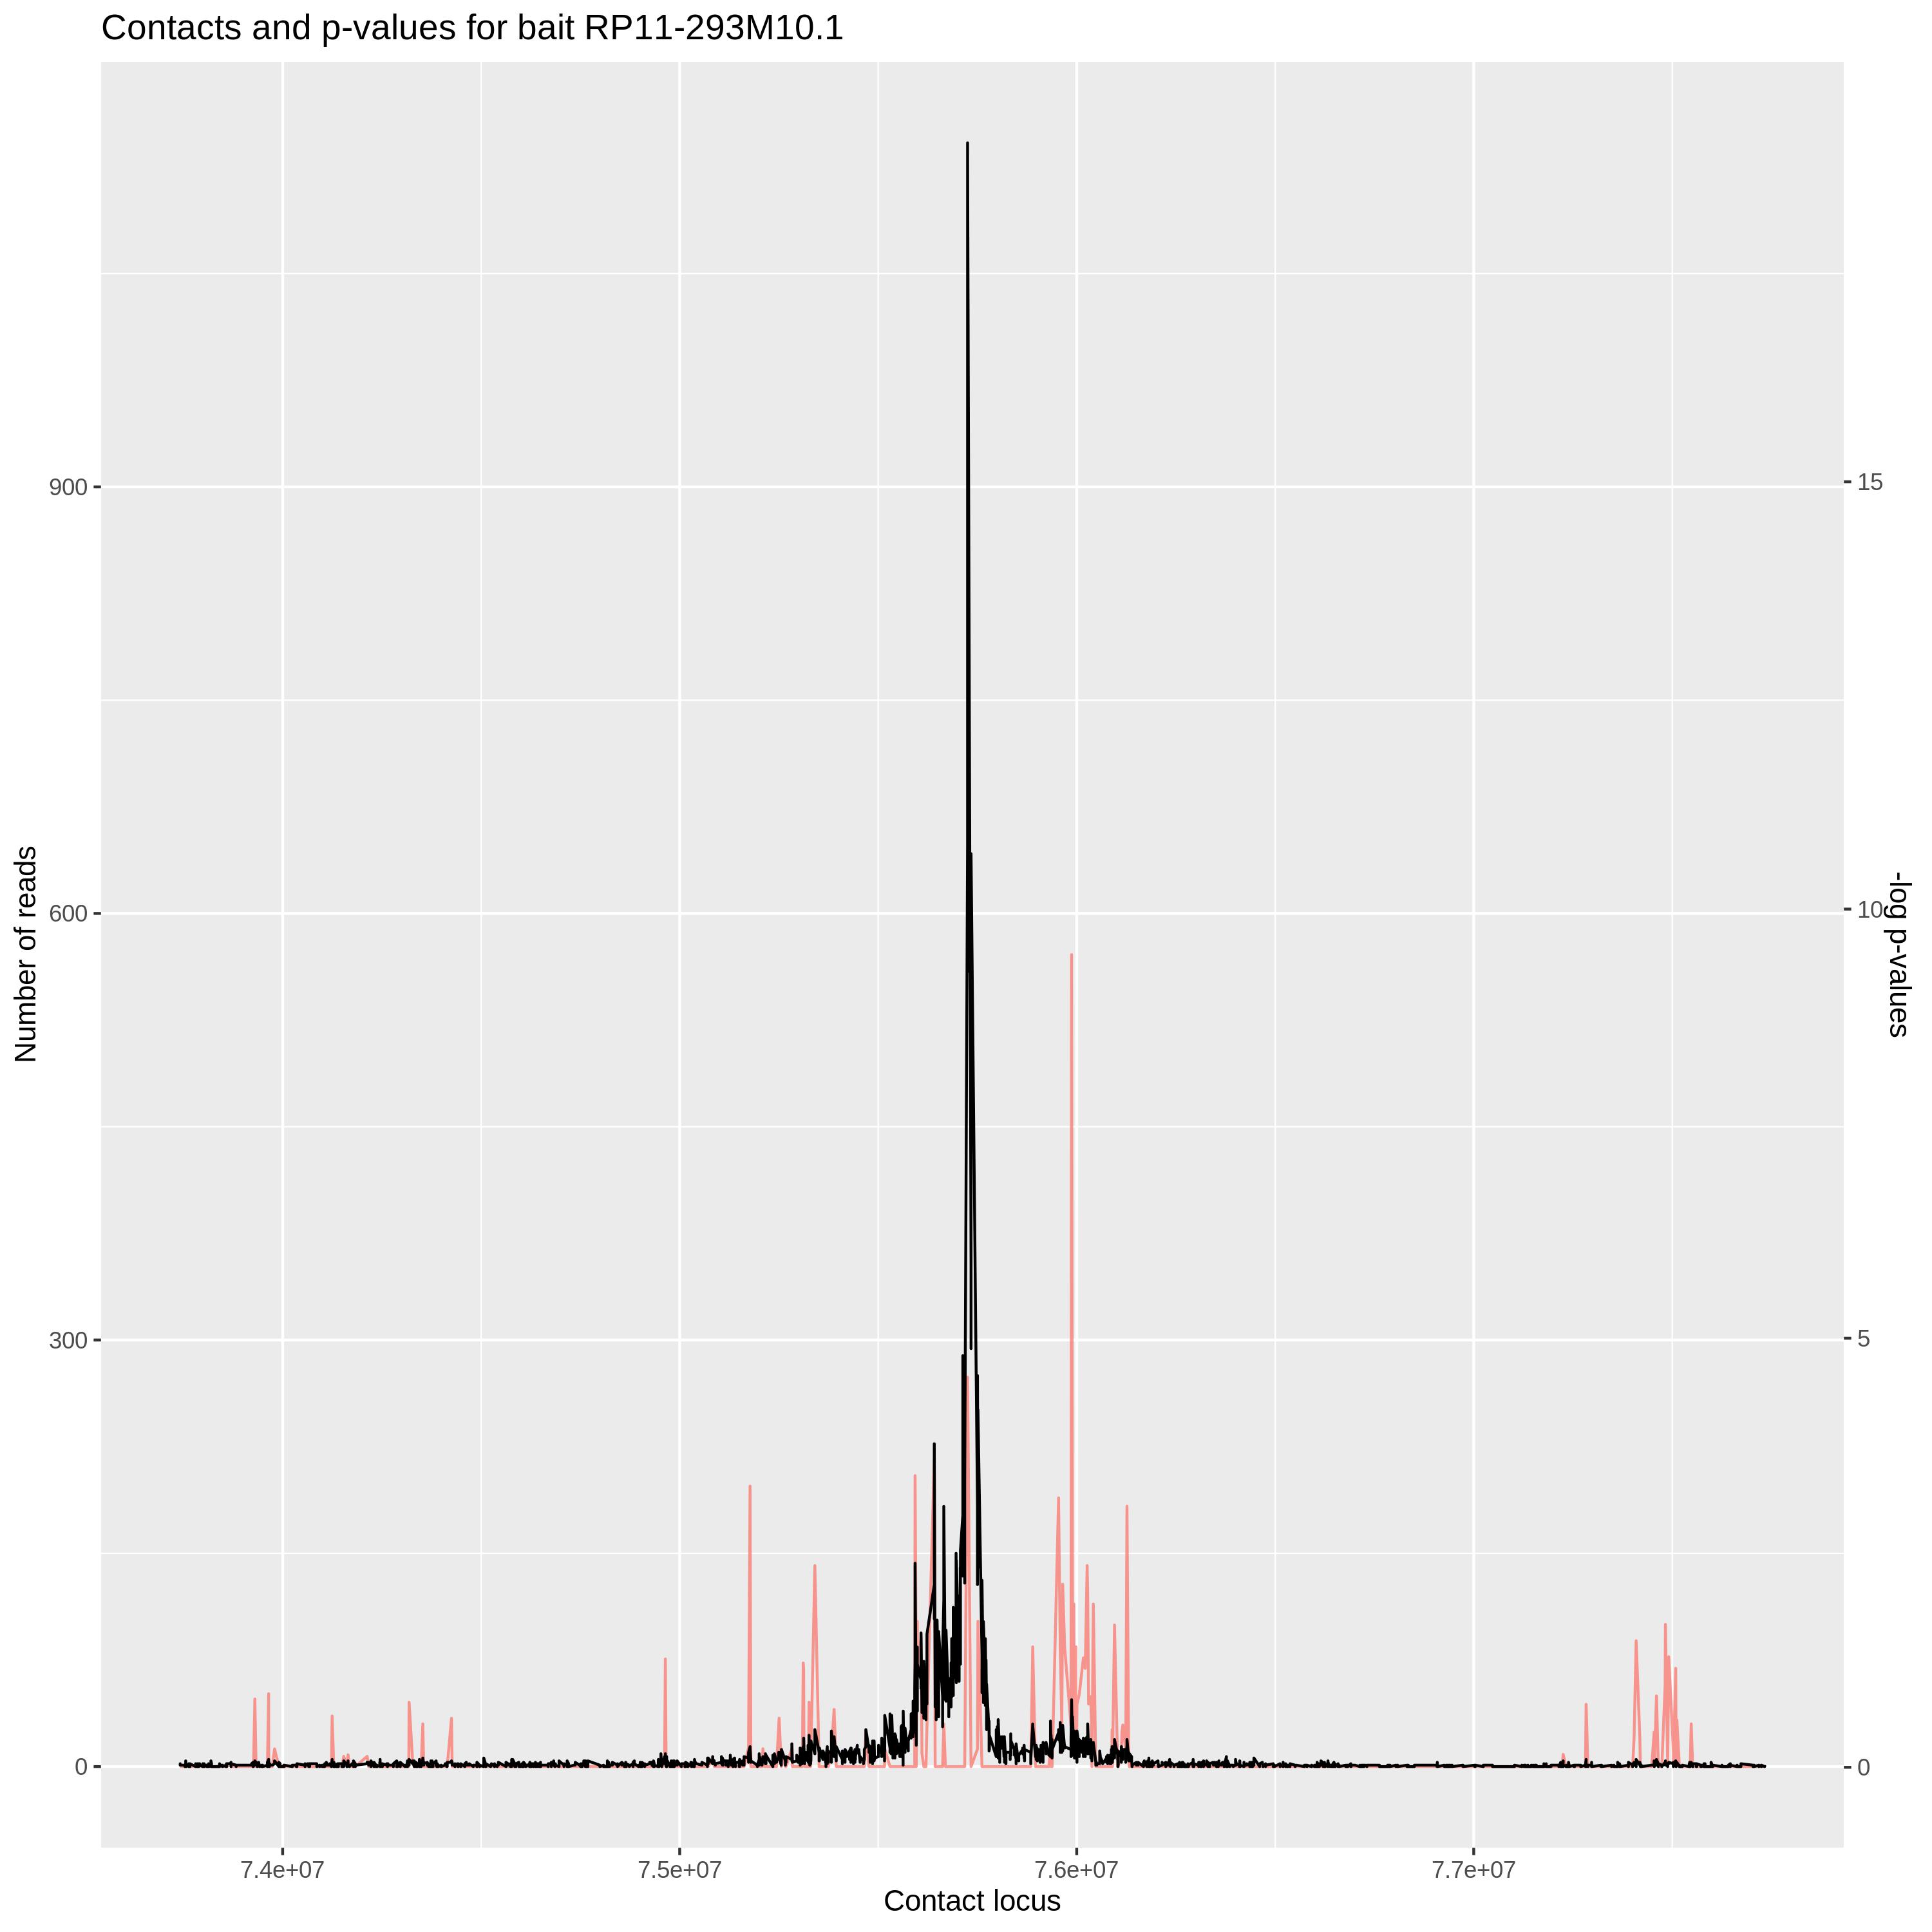 Contacts and p-values for bait RP11-293M10.1
Number of reads
900
600
300
0
15
10
5
0
-log p-values
7.4e+07
7.5e+07
7.6e+07
7.7e+07
Contact locus